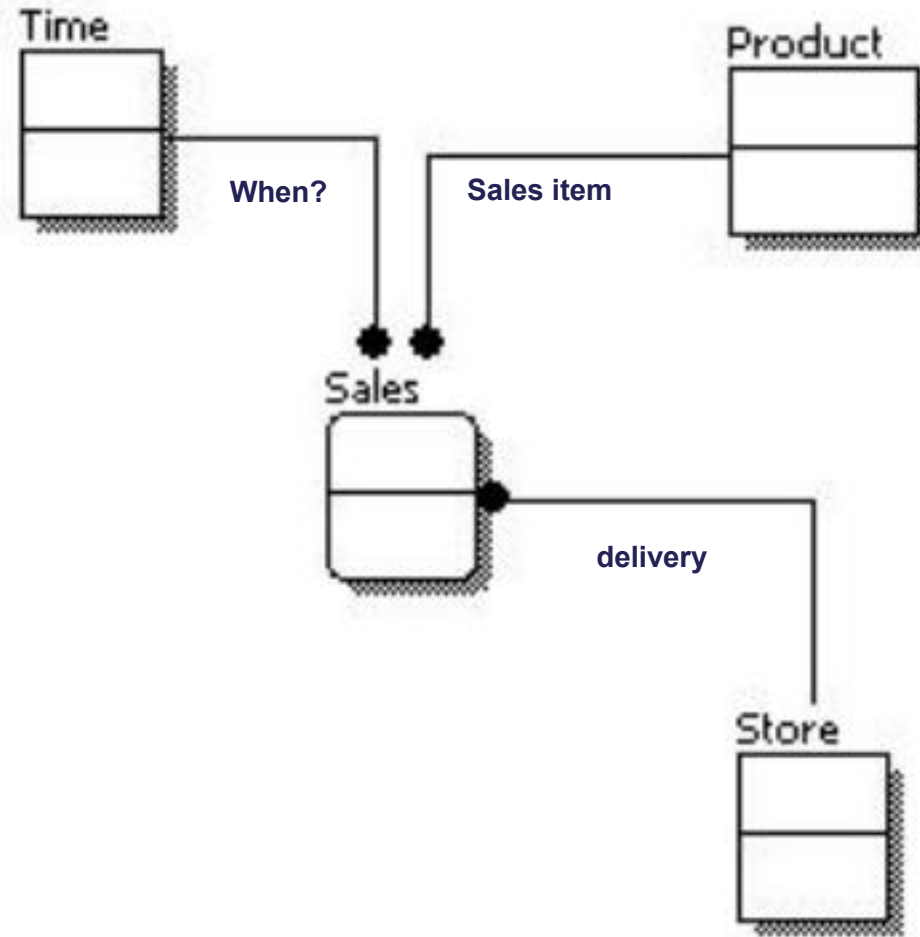 Time
Product
When?
Sales item
Sales
delivery
Store